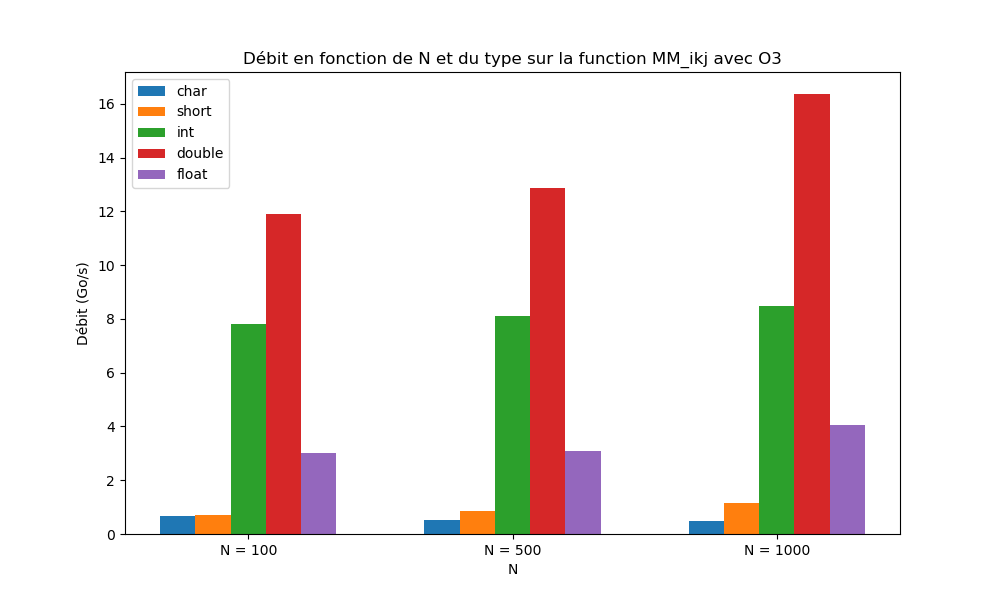 Débit en fonction de N et du type sur la function MM_ikj avec O3
char
short
int
double
float
16
14
12
10
8
6
4
2
0
Débit (Go/s)
N = 100
N = 500
N = 1000
N